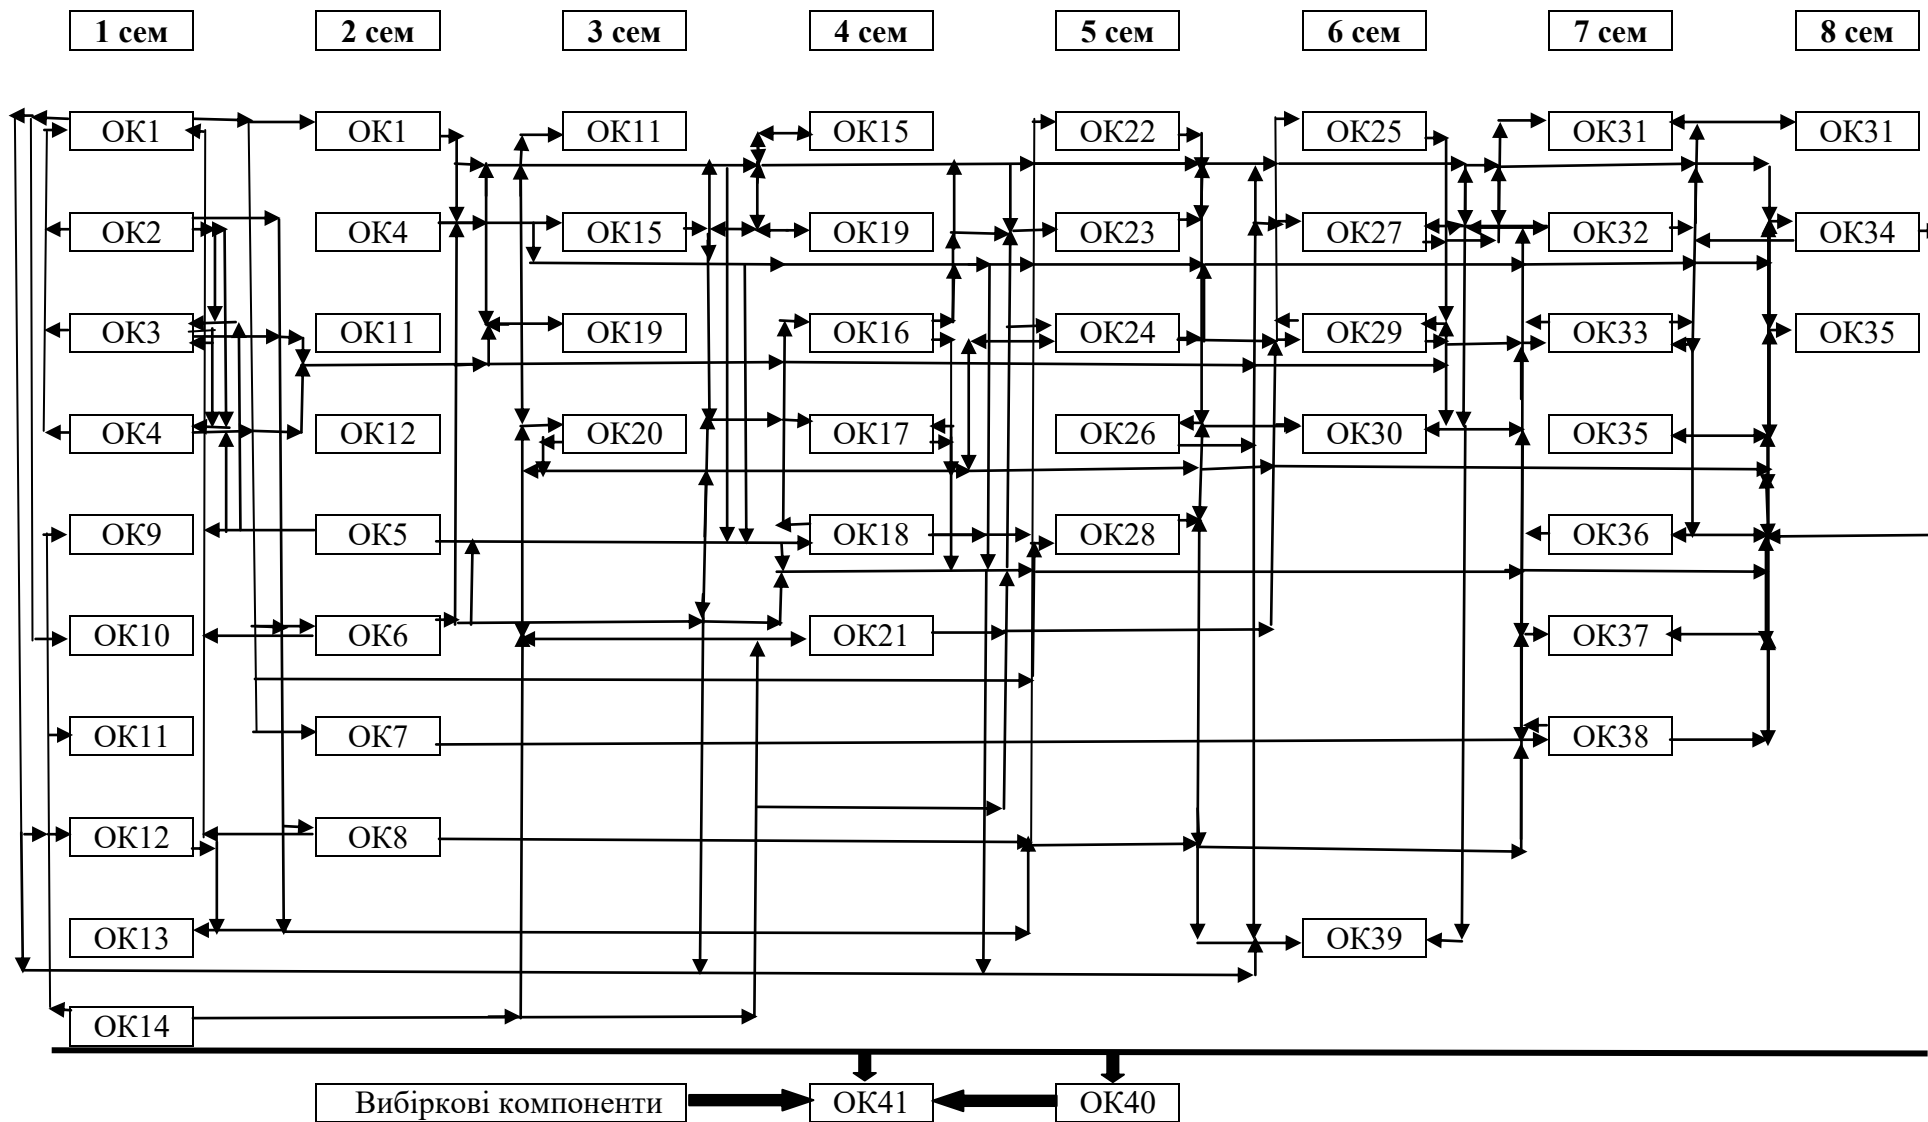 1 сем 2 сем 3 сем 4 сем 5 сем 6 сем 7 сем 8 сем
ОК1 ОК1 ОК11 ОК15 ОК22 ОК25 ОК31 ОК31
ОК2 ОК4 ОК15 ОК19 ОК23 ОК27 ОК32 ОК34
ОК3 ОК11 ОК19 ОК16 ОК24 ОК29 ОК33 ОК35
ОК4 ОК12 ОК20 ОК17 ОК26 ОК30 ОК35
ОК9 ОК5 ОК18 ОК28 ОК36
ОК10 ОК6 ОК21 ОК37
ОК11 ОК7 ОК38
ОК12 ОК8
ОК13 ОК39
ОК14
Вибіркові компоненти ОК41 ОК40